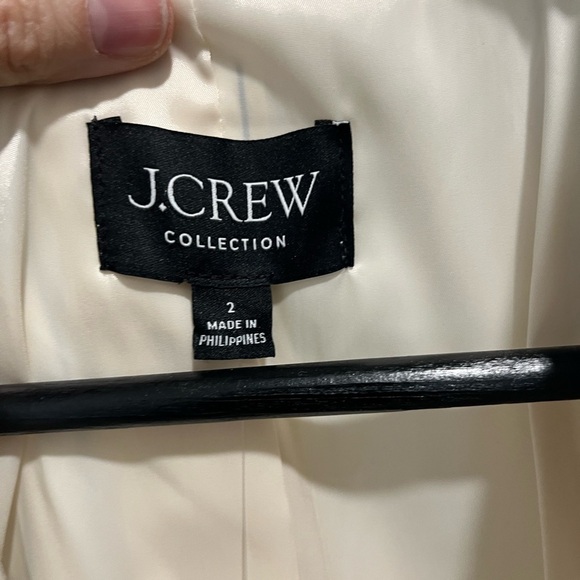 J.CREW
COLLECTION
2
MADE IN
PHILIPPINES